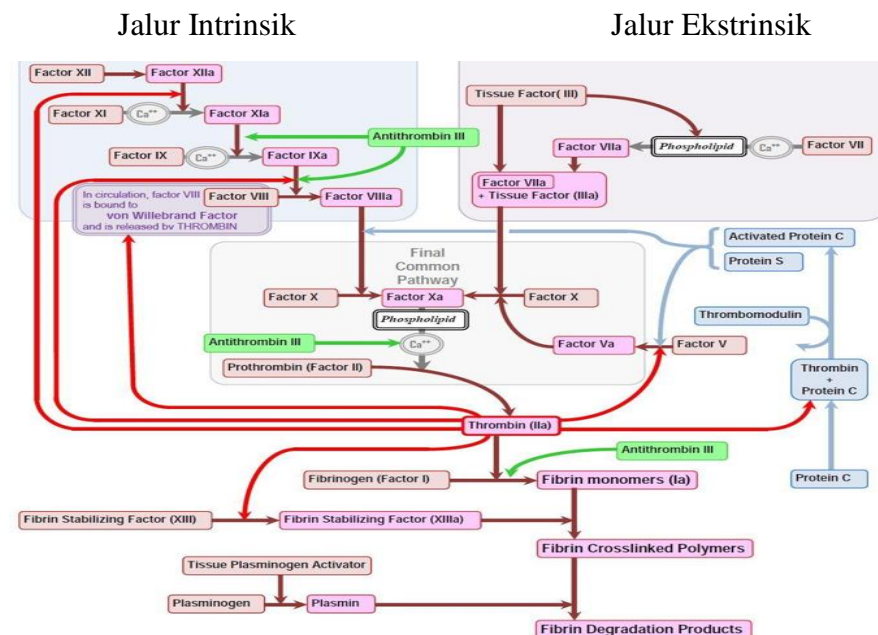 Jalur Intrinsik
Jalur Ekstrinsik
Factor XII
Factor XIIa
Factor XI
Ca++
Factor XIa
Factor IX
Ca++
Factor IXa
Antithrombin III
In circulation, factor VIII
is bound to
von Willebrand Factor
and is released by THROMBIN
Factor VIII
Factor VIIIa
Tissue Factor( III)
Factor VIIa
Phospholipid
Ca++
Factor VII
Factor VIIa
+ Tissue Factor (IIIa)
Final
Common
Pathway
Activated Protein C
Protein S
Factor X
Factor Xa
Factor X
Phospholipid
Thrombomodulin
Antithrombin III
Ca++
Factor Va
Factor V
Prothrombin (Factor II)
Thrombin
+
Protein C
Thrombin (IIa)
Antithrombin III
Fibrinogen (Factor I)
Fibrin monomers (Ia)
Protein C
Fibrin Stabilizing Factor (XIII)
Fibrin Stabilizing Factor (XIIIa)
Fibrin Crosslinked Polymers
Tissue Plasminogen Activator
Plasminogen
Plasmin
Fibrin Degradation Products